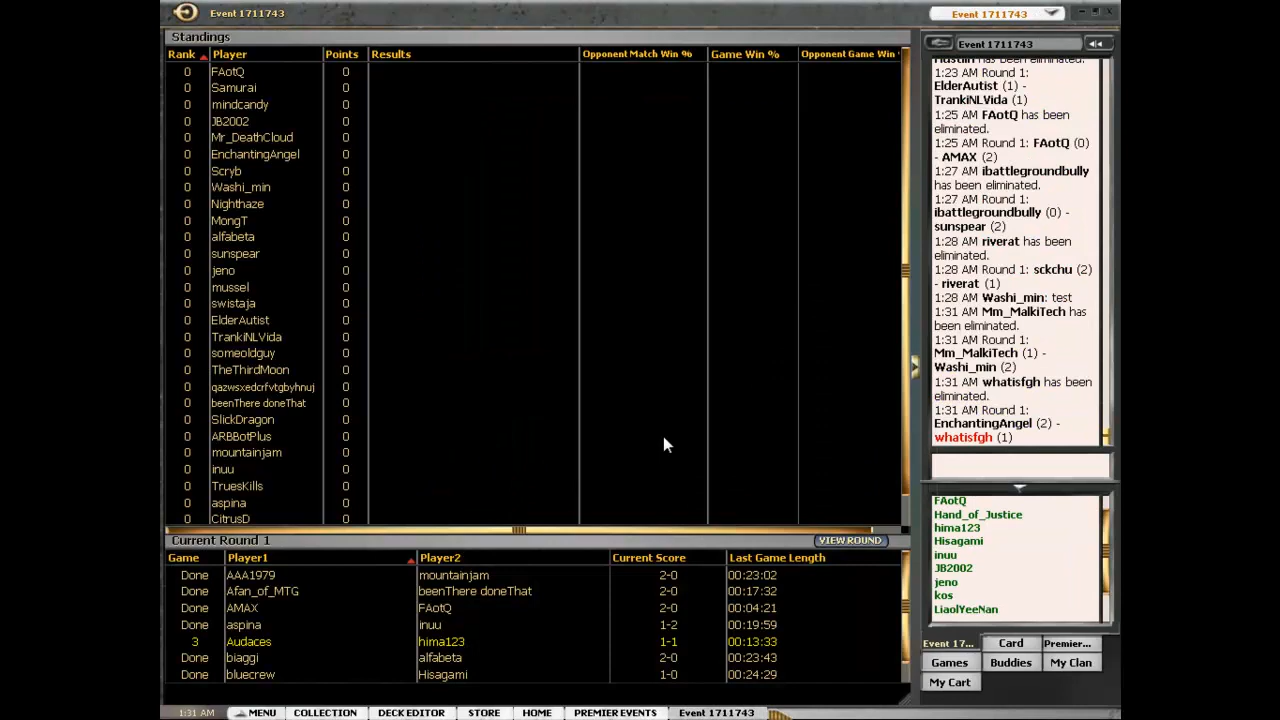 Event 1711743
Event 1711743
Standings
Rank Player Points Results Opponent Match Win % Game Win % Opponent Game Win
0 FAotQ 0
0 Samurai 0
0 mindcandy 0
0 JB2002 0
0 Mr_DeathCloud 0
0 EnchantingAngel 0
0 Scryb 0
0 Washi_min 0
0 Nighthaze 0
0 MongT 0
0 alfabeta 0
0 sunspear 0
0 jeno 0
0 mussel 0
0 swistaja 0
0 ElderAutist 0
0 TrankiNLVida 0
0 someoldguy 0
0 TheThirdMoon 0
0 qazwsxedcrfvtgbyhnuj 0
0 beenThere doneThat 0
0 SlickDragon 0
0 ARBBotPlus 0
0 mountainjam 0
0 inuu 0
0 TruesKills 0
0 aspina 0
0 CitrusD 0
Current Round 1 VIEW ROUND
Game Player1 Player2 Current Score Last Game Length
Done AAA1979 mountainjam 2-0 00:23:02
Done Afan_of_MTG beenThere doneThat 2-0 00:17:32
Done AMAX FAotQ 2-0 00:04:21
Done aspina inuu 1-2 00:19:59
3 Audaces hima123 1-1 00:13:33
Done biaggi alfabeta 2-0 00:23:43
Done bluecrew Hisagami 1-0 00:24:29
Event 1711743
has been eliminated.
1:23 AM Round 1:
ElderAutist (1) -
TrankiNLVida (1)
1:25 AM FAotQ has been
eliminated.
1:25 AM Round 1: FAotQ (0)
- AMAX (2)
1:27 AM ibattlegroundbully
has been eliminated.
1:27 AM Round 1:
ibattlegroundbully (0) -
sunspear (2)
1:28 AM riverat has been
eliminated.
1:28 AM Round 1: sckchu (2)
- riverat (1)
1:28 AM Washi_min: test
1:31 AM Mm_MalkiTech has
been eliminated.
1:31 AM Round 1:
Mm_MalkiTech (1) -
Washi_min (2)
1:31 AM whatisfgh has been
eliminated.
1:31 AM Round 1:
EnchantingAngel (2) -
whatisfgh (1)
FAotQ
Hand_of_Justice
hima123
Hisagami
inuu
JB2002
jeno
kos
LiaolYeeNan
Event 17... Card Premier...
Games Buddies My Clan
My Cart
1:31 AM MENU COLLECTION DECK EDITOR STORE HOME PREMIER EVENTS Event 1711743